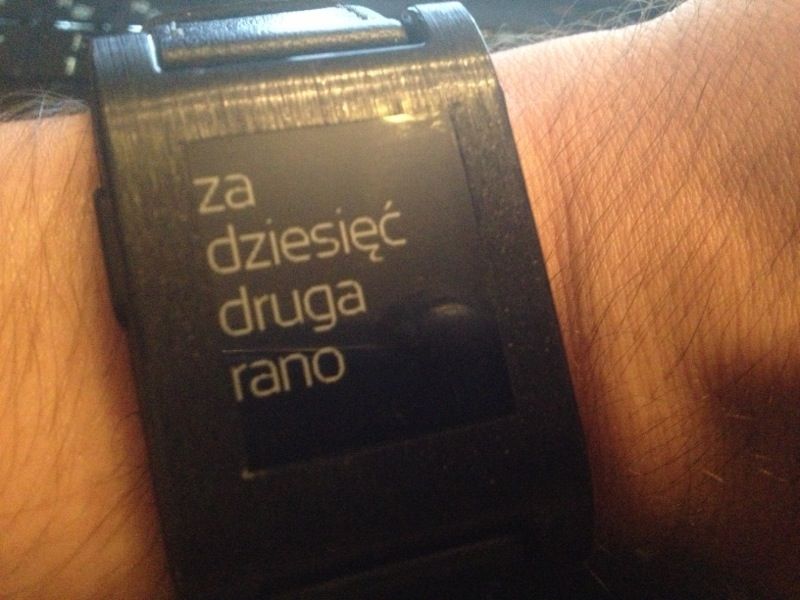 za
dziesięć
druga
rano